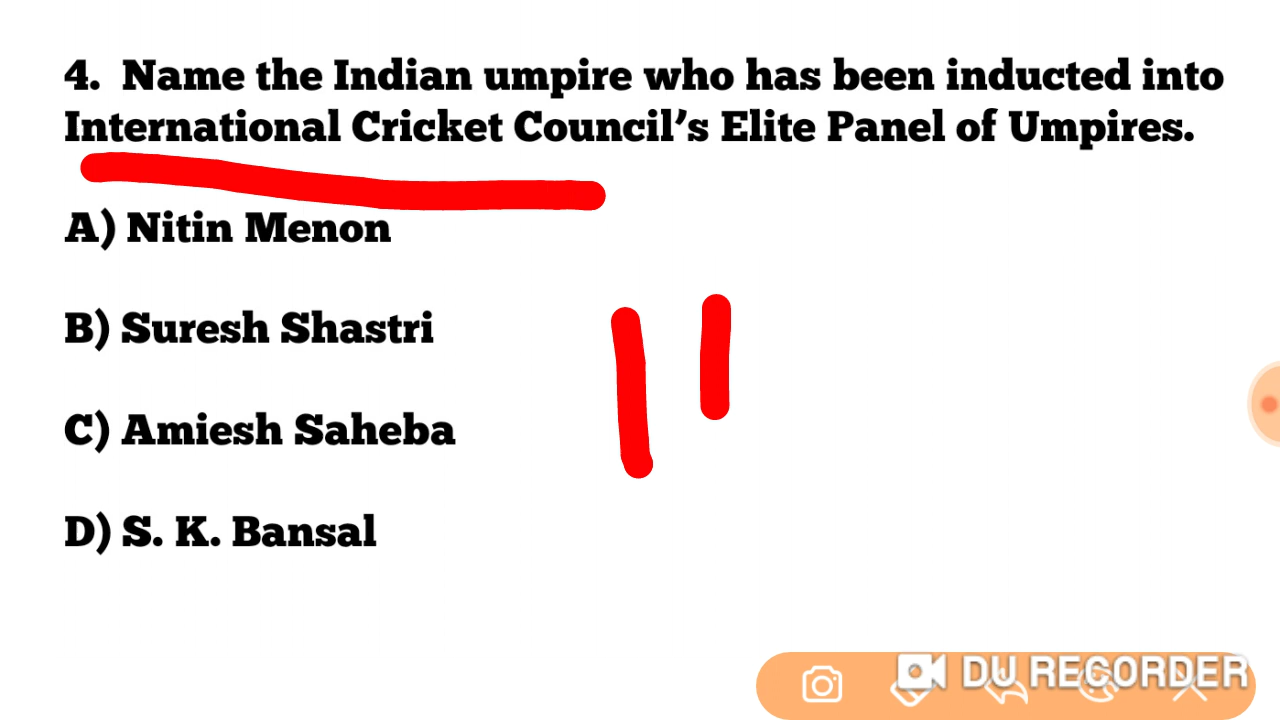 4. Name the Indian umpire who has been inducted into
International Cricket Council’s Elite Panel of Umpires.
A) Nitin Menon
B) Suresh Shastri
C) Amiesh Saheba
D) S. K. Bansal
DU RECORDER